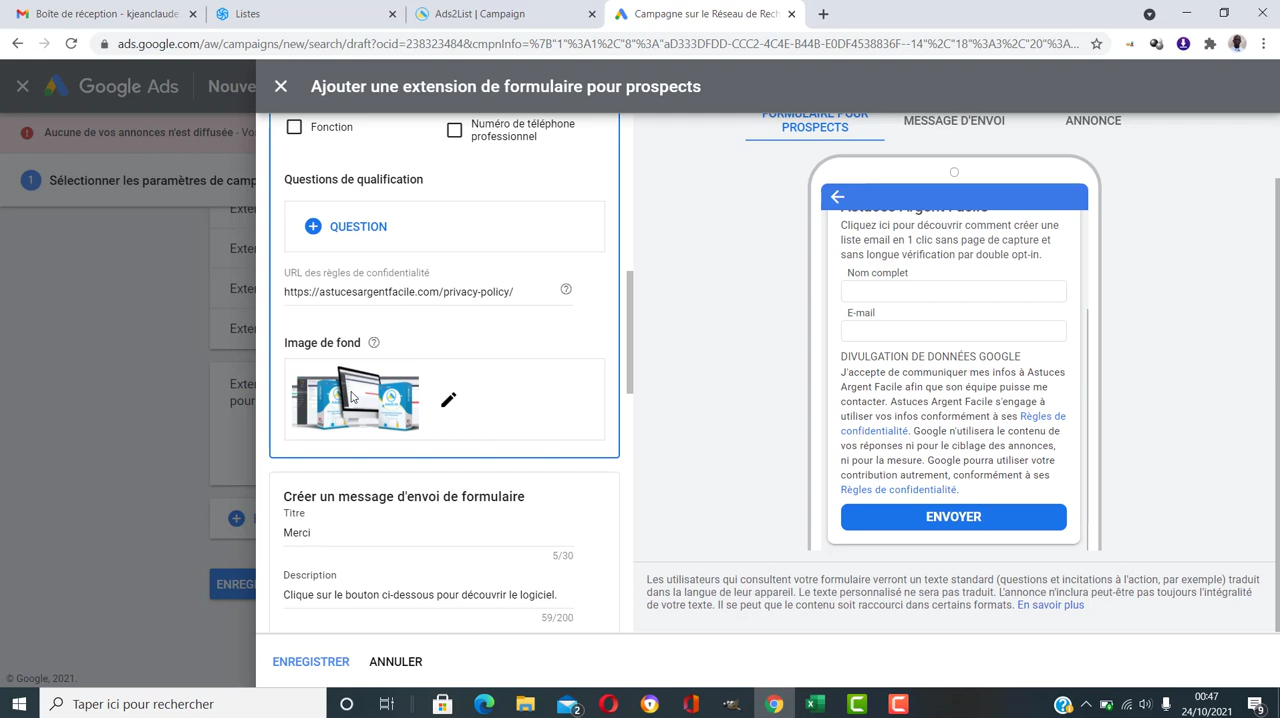 Boîte de réception - kjeanclaude
Listes
Ads2List | Campaign
Campagne sur le Réseau de Rech
ads.google.com/aw/campaigns/new/search/draft?ocid=238323484&cmpnInfo=%7B"1"%3A1%2C"8"%3A"aD333DFDD-CCC2-4C4E-B44B-E0DF4538836F--14"%2C"18"%3A3%2C"20"%3A...
Google Ads
Nouve
Ajouter une extension de formulaire pour prospects
Aucune de vos annonces n'est diffusée - Vo
1 Sélectionner les paramètres de camp
Exter
Exter
Exter
Exter
Exter
pour
ENREG
© Google, 2021.
Fonction
Numéro de téléphone
professionnel
Questions de qualification
QUESTION
URL des règles de confidentialité
https://astucesargentfacile.com/privacy-policy/
Image de fond
Créer un message d'envoi de formulaire
Titre
Merci
5/30
Description
Clique sur le bouton ci-dessous pour découvrir le logiciel.
59/200
ENREGISTRER
ANNULER
FORMULAIRE POUR
PROSPECTS
MESSAGE D'ENVOI
ANNONCE
Astuces Argent Facile
Cliquez ici pour découvrir comment créer une
liste email en 1 clic sans page de capture et
sans longue vérification par double opt-in.
Nom complet
E-mail
DIVULGATION DE DONNÉES GOOGLE
J'accepte de communiquer mes infos à Astuces
Argent Facile afin que son équipe puisse me
contacter. Astuces Argent Facile s'engage à
utiliser vos infos conformément à ses Règles de
confidentialité. Google n'utilisera le contenu de
vos réponses ni pour le ciblage des annonces,
ni pour la mesure. Google pourra utiliser votre
contribution autrement, conformément à ses
Règles de confidentialité.
ENVOYER
Les utilisateurs qui consultent votre formulaire verront un texte standard (questions et incitations à l'action, par exemple) traduit
dans la langue de leur appareil. Le texte personnalisé ne sera pas traduit. L'annonce n'inclura peut-être pas toujours l'intégralité
de votre texte. Il se peut que le contenu soit raccourci dans certains formats. En savoir plus
Taper ici pour rechercher
2
00:47
24/10/2021
9